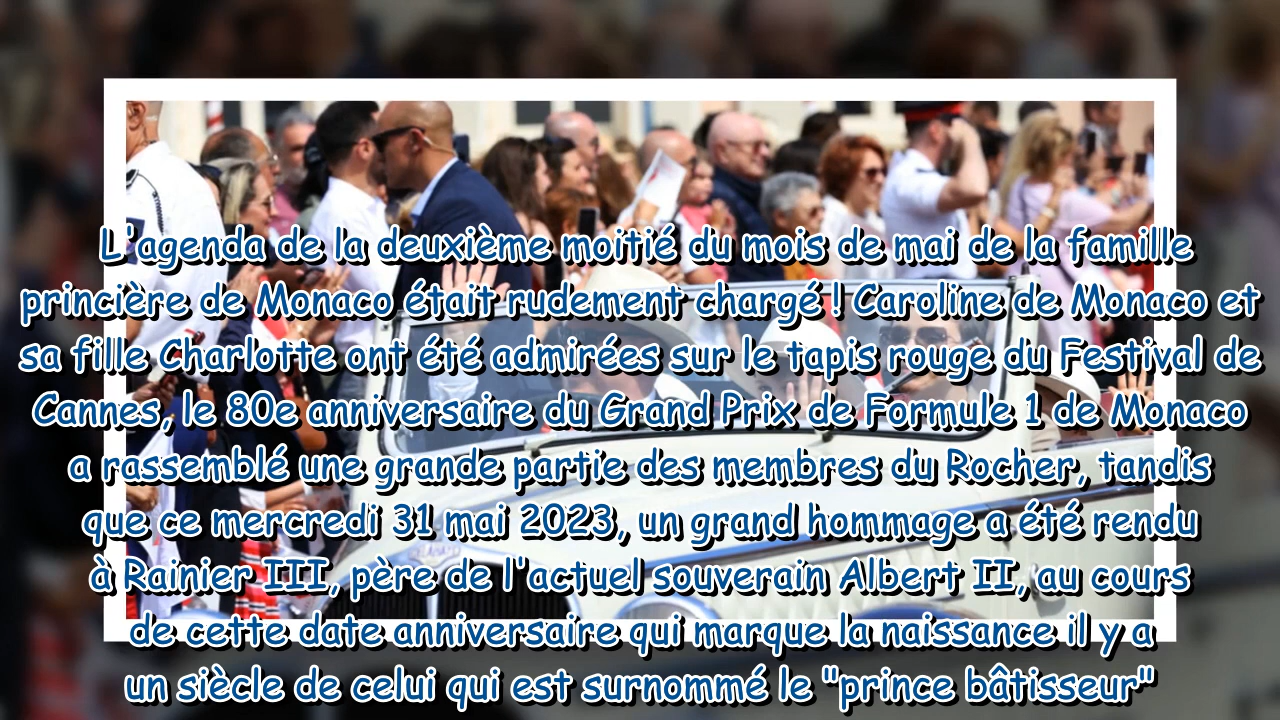 L'agenda de la deuxième moitié du mois de mai de la famille
princière de Monaco était rudement chargé ! Caroline de Monaco et
sa fille Charlotte ont été admirées sur le tapis rouge du Festival de
Cannes, le 80e anniversaire du Grand Prix de Formule 1 de Monaco
a rassemblé une grande partie des membres du Rocher, tandis
que ce mercredi 31 mai 2023, un grand hommage a été rendu
à Rainier III, père de l'actuel souverain Albert II, au cours
de cette date anniversaire qui marque la naissance il y a
un siècle de celui qui est surnommé le "prince bâtisseur"